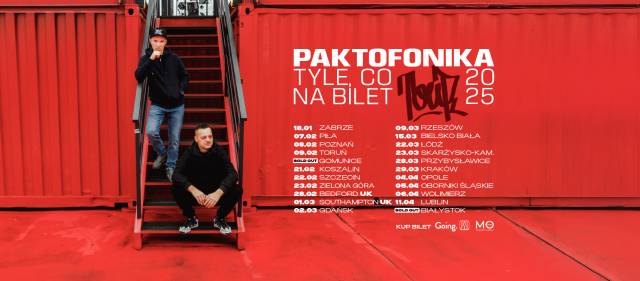 PAKTOFONIKA
TYLE, CO
NA BILET
TOUR
2025
18.01 ZABRZE
07.02 PIŁA
08.02 POZNAŃ
09.02 TORUŃ
SOLD OUT GOMUNICE
21.02 KOSZALIN
22.02 SZCZECIN
23.02 ZIELONA GÓRA
28.02 BEDFORD UK
01.03 SOUTHAMPTON UK
02.03 GDAŃSK
09.03 RZESZÓW
15.03 BIELSKO BIAŁA
22.03 ŁÓDŹ
23.03 SKARŻYSKO-KAM.
28.03 PRZYBYSŁAWICE
29.03 KRAKÓW
04.04 OPOLE
05.04 OBORNIKI ŚLĄSKIE
06.04 WOLIMIERZ
11.04 LUBLIN
SOLD OUT BIAŁYSTOK
KUP BILET Going.